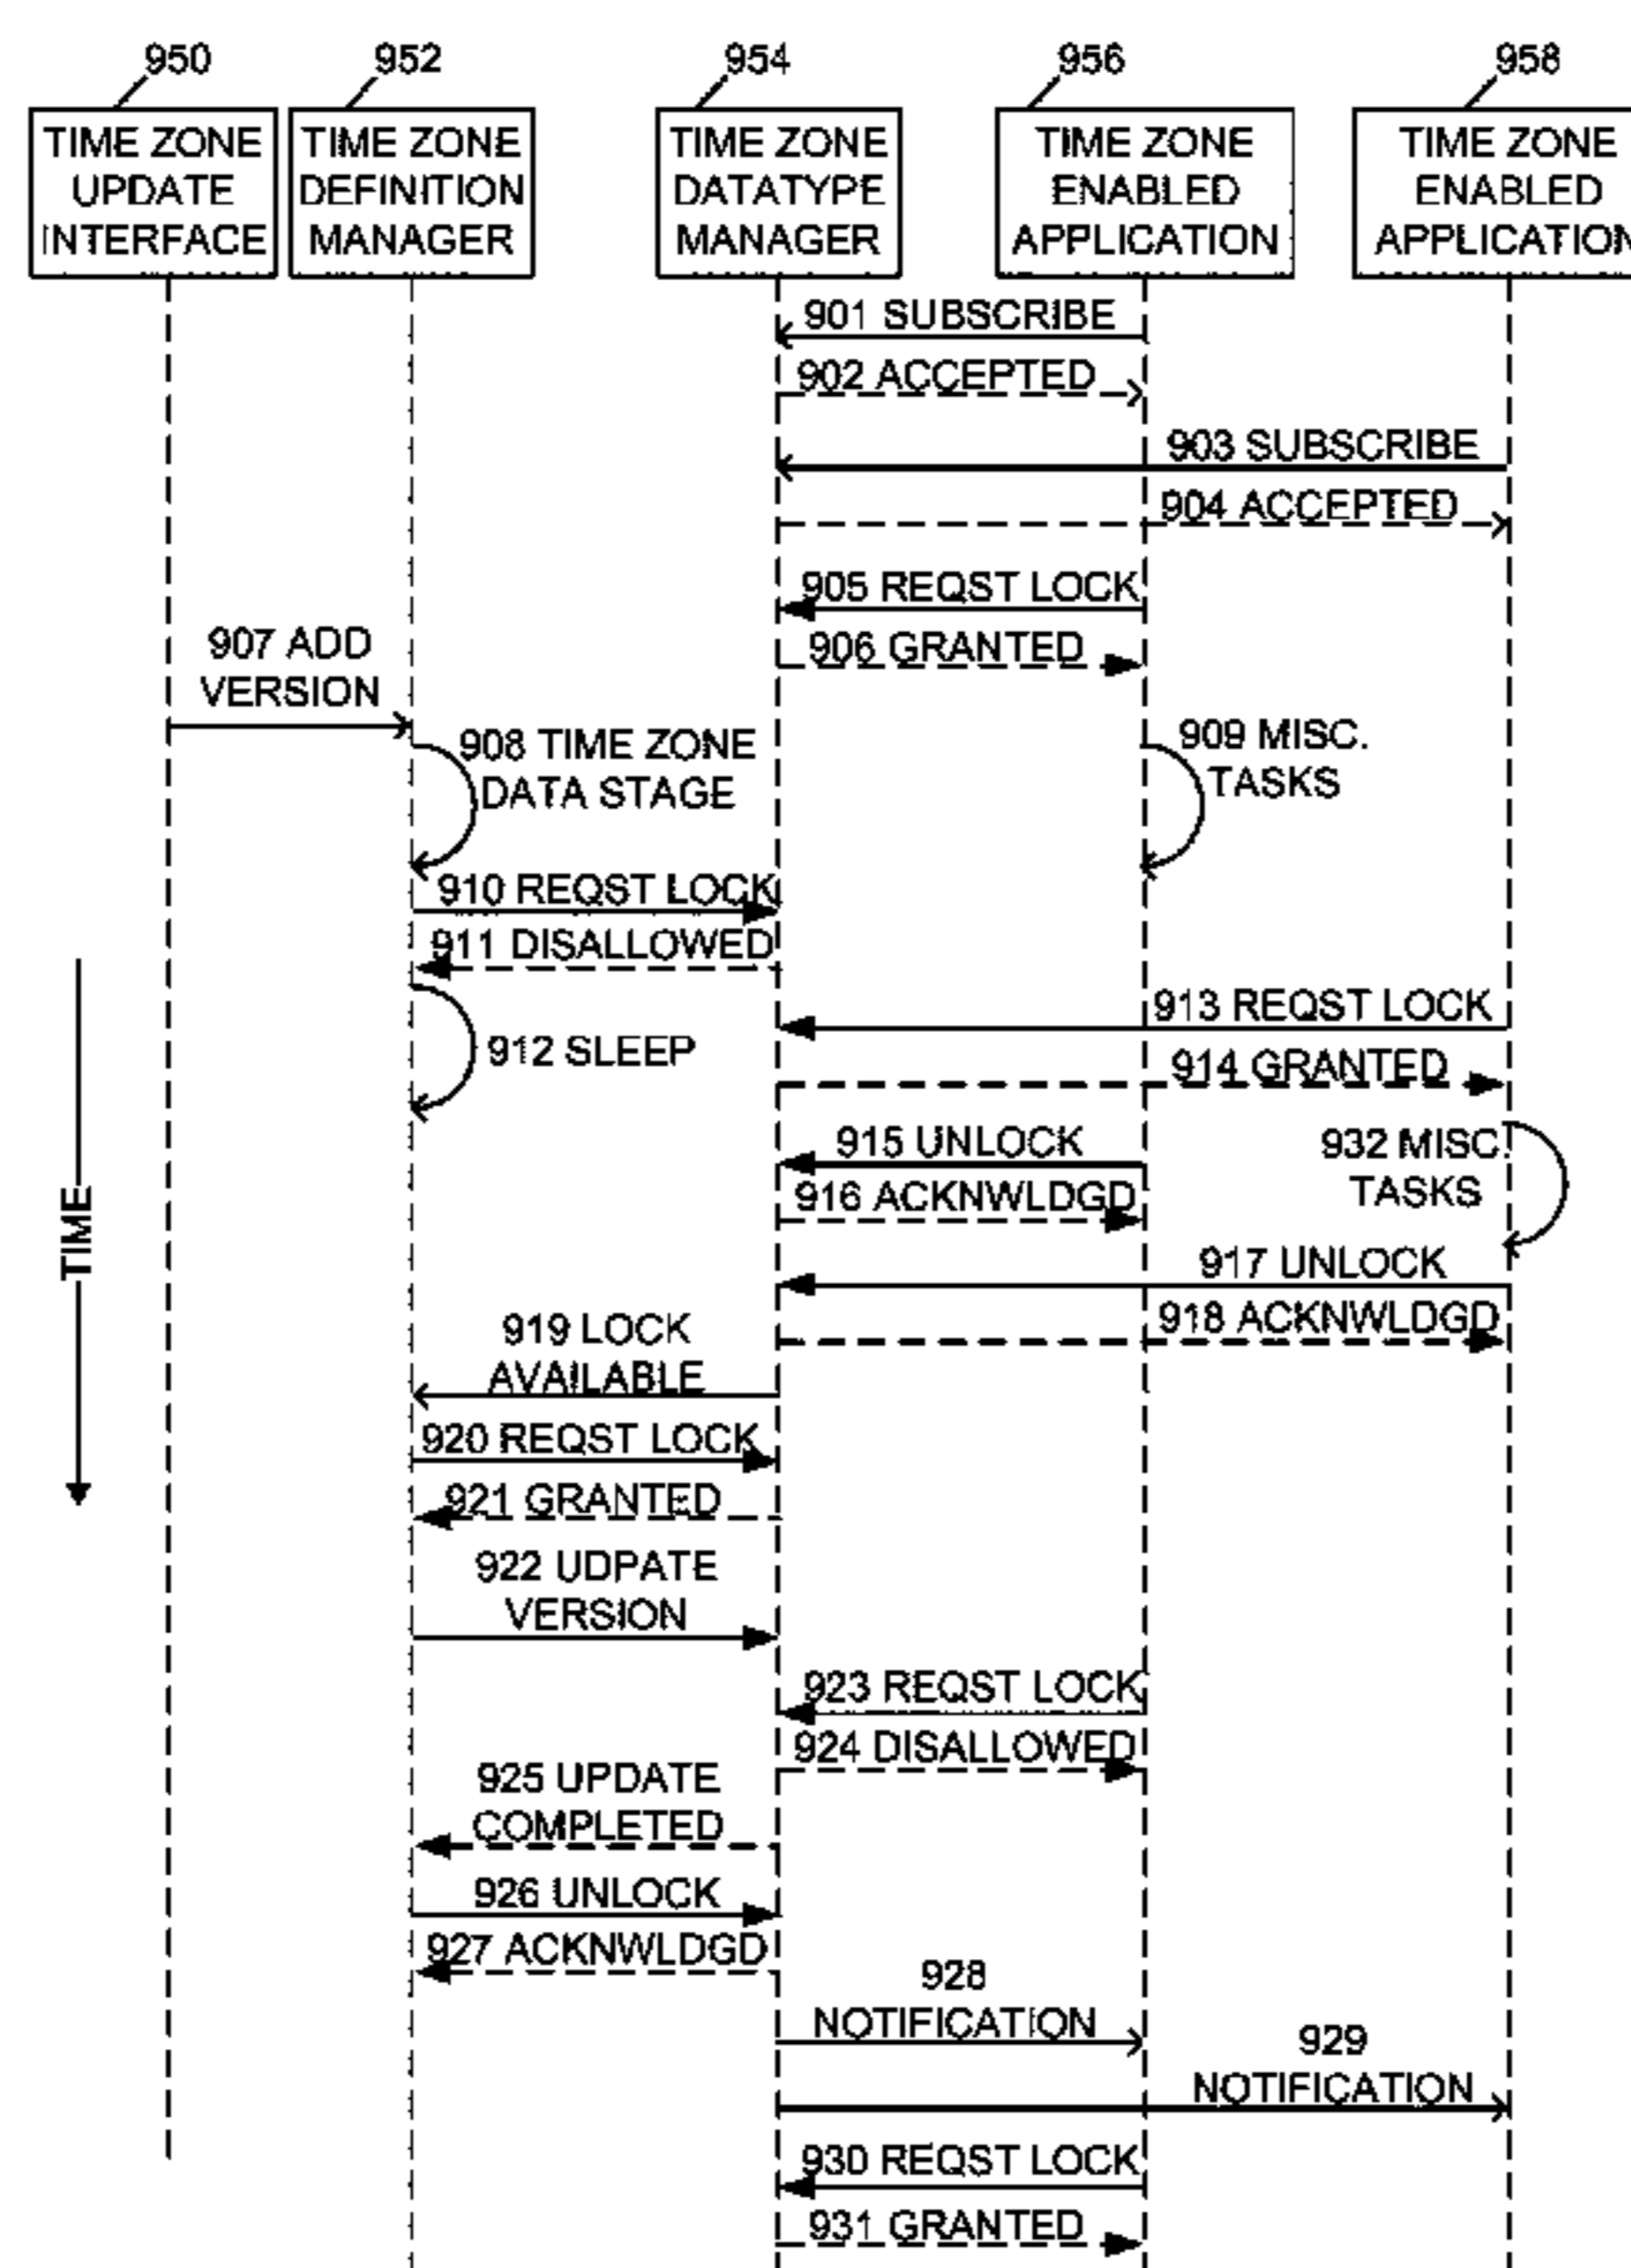 950
952
954
956
958
TIME ZONE
UPDATE
INTERFACE
TIME ZONE
DEFINITION
MANAGER
TIME ZONE
DATATYPE
MANAGER
TIME ZONE
ENABLED
APPLICATION
TIME ZONE
ENABLED
APPLICATION
901 SUBSCRIBE
902 ACCEPTED
903 SUBSCRIBE
904 ACCEPTED
905 REQST LOCK
906 GRANTED
907 ADD
VERSION
908 TIME ZONE
DATA STAGE
909 MISC.
TASKS
910 REQST LOCK
911 DISALLOWED
912 SLEEP
913 REQST LOCK
914 GRANTED
915 UNLOCK
916 ACKNWLDGD
932 MISC.
TASKS
917 UNLOCK
918 ACKNWLDGD
TIME
919 LOCK
AVAILABLE
920 REQST LOCK
921 GRANTED
922 UDPATE
VERSION
923 REQST LOCK
924 DISALLOWED
925 UPDATE
COMPLETED
926 UNLOCK
927 ACKNWLDGD
928
NOTIFICATION
929
NOTIFICATION
930 REQST LOCK
931 GRANTED